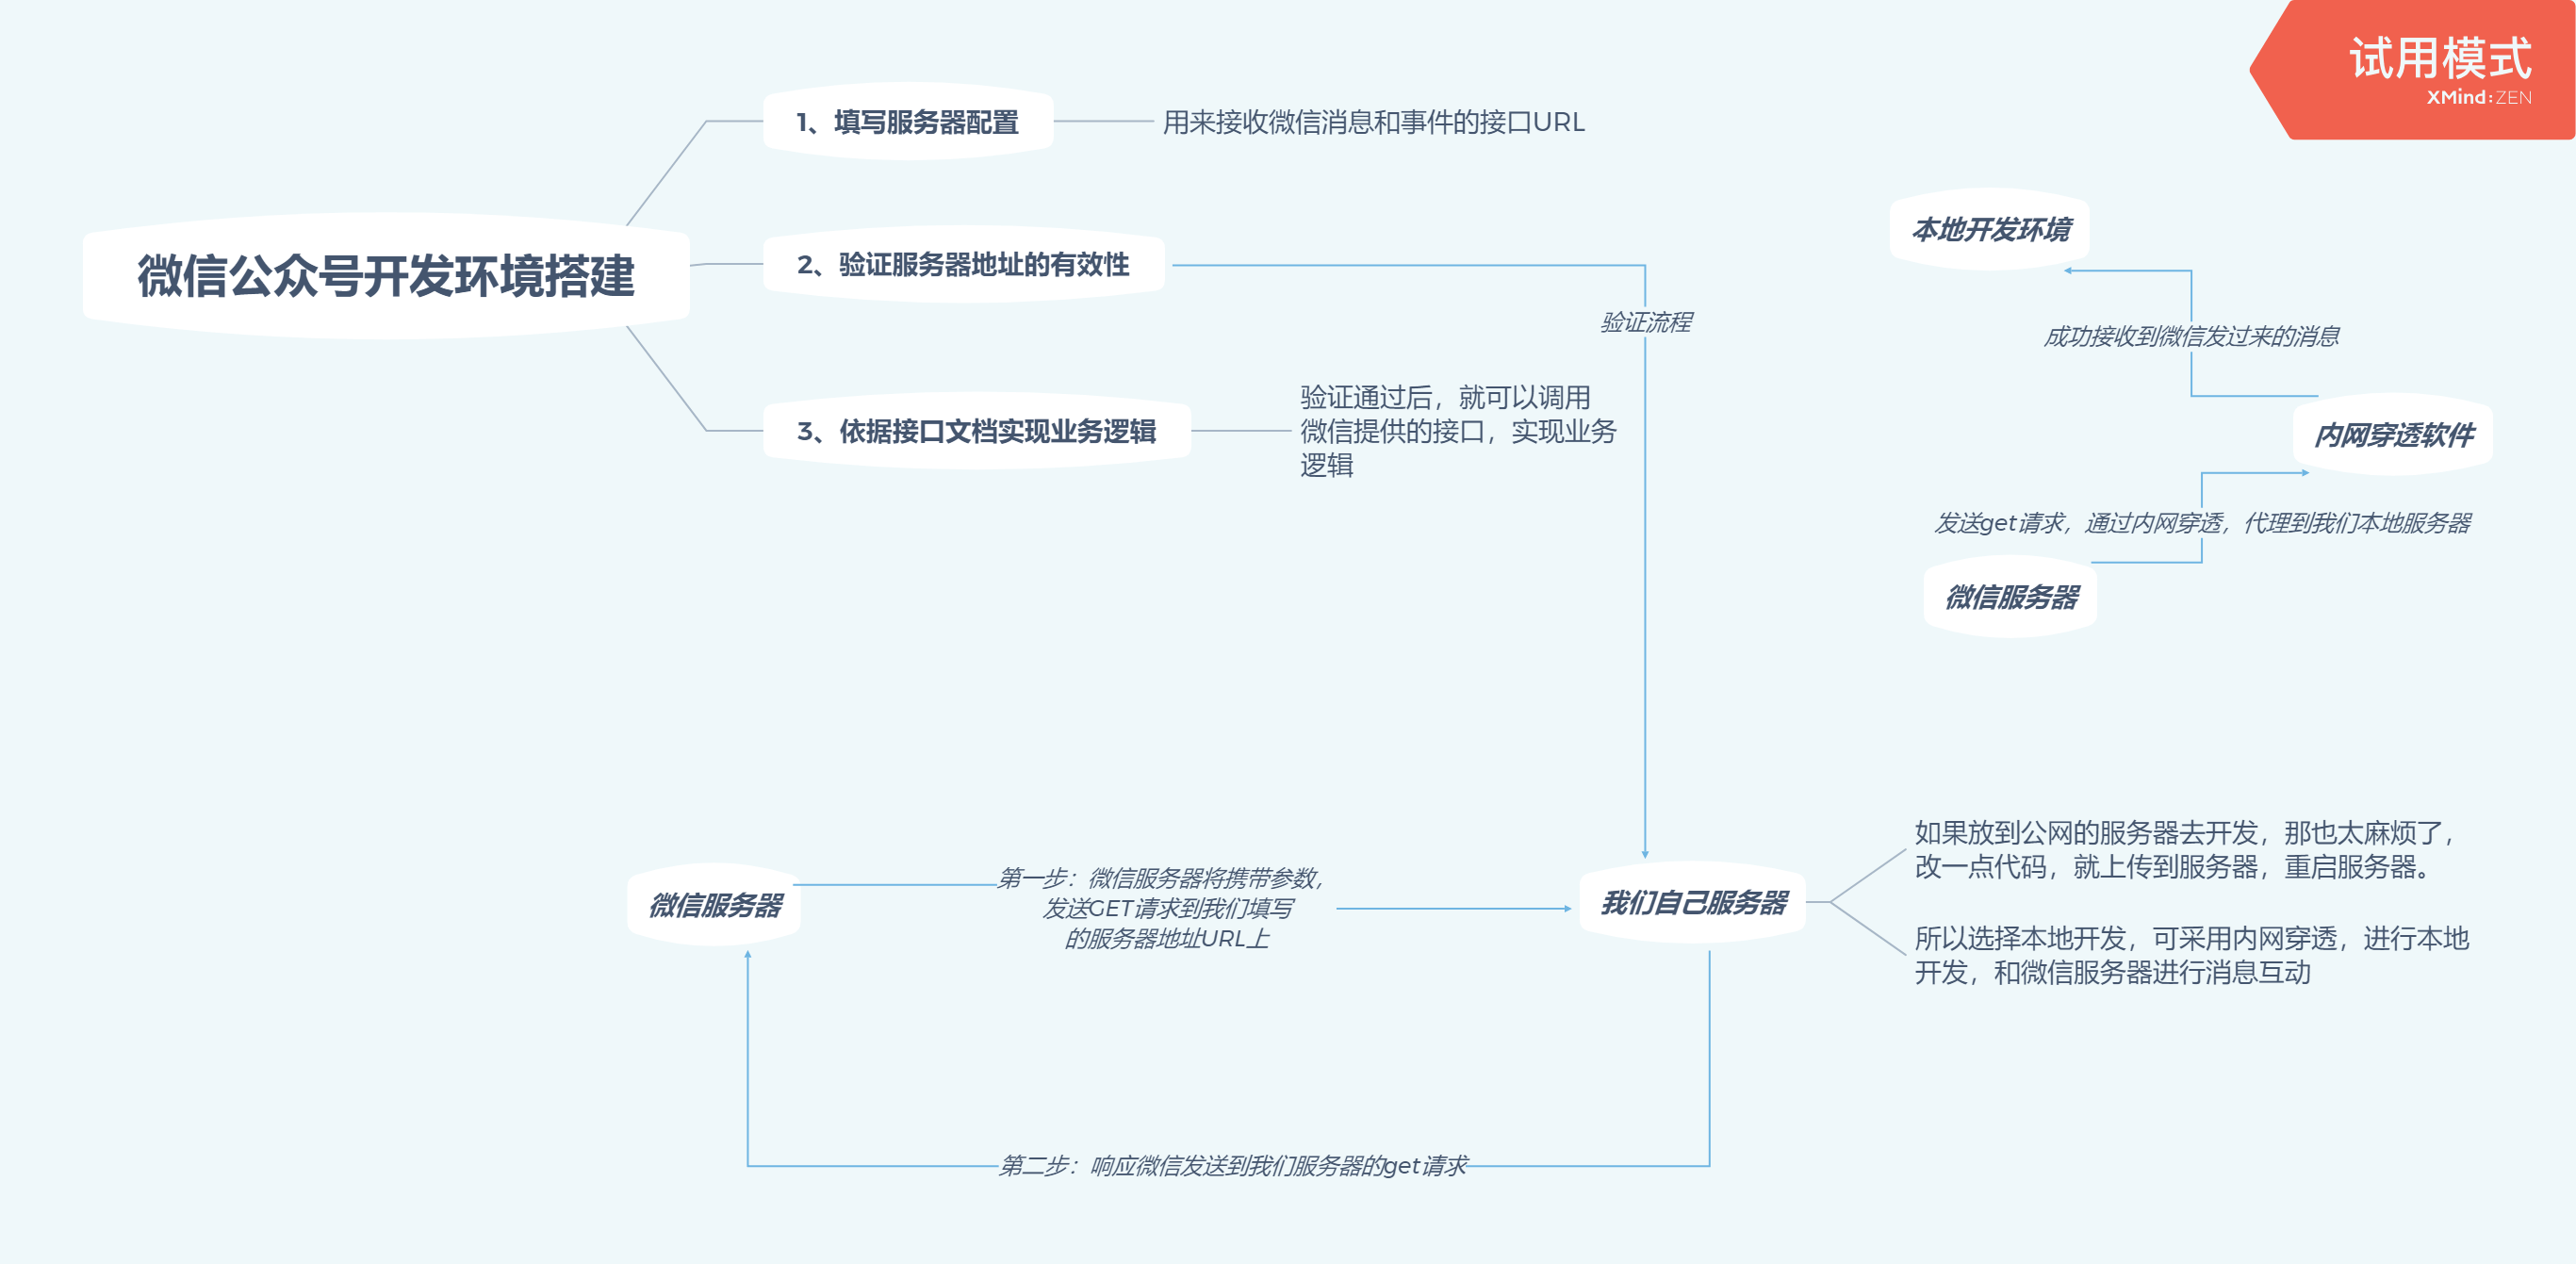 试用模式
XMind:ZEN
微信公众号开发环境搭建
1、填写服务器配置
用来接收微信消息和事件的接口URL
2、验证服务器地址的有效性
验证流程
3、依据接口文档实现业务逻辑
验证通过后，就可以调用
微信提供的接口，实现业务
逻辑
本地开发环境
成功接收到微信发过来的消息
内网穿透软件
发送get请求，通过内网穿透，代理到我们本地服务器
微信服务器
微信服务器
第一步：微信服务器将携带参数，
发送GET请求到我们填写
的服务器地址URL上
我们自己服务器
如果放到公网的服务器去开发，那也太麻烦了，
改一点代码，就上传到服务器，重启服务器。
所以选择本地开发，可采用内网穿透，进行本地
开发，和微信服务器进行消息互动
第二步：响应微信发送到我们服务器的get请求